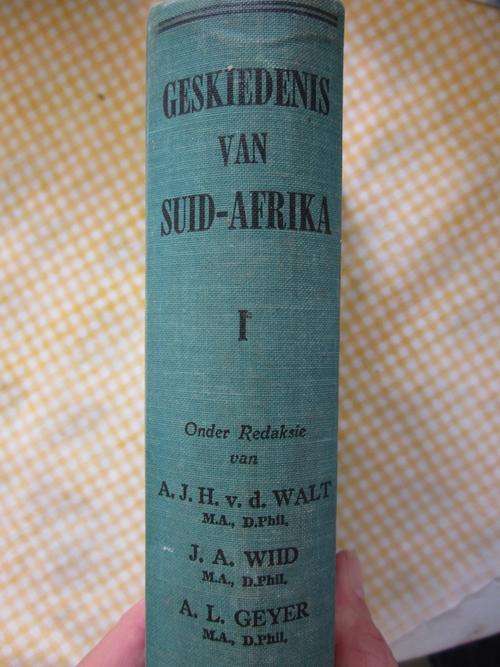 GESKIEDENIS
VAN
SUID-AFRIKA
I
Onder Redaksie
van
A. J. H. v. d. WALT
M.A., D.Phil.
J. A. WIID
M.A., D.Phil.
A. L. GEYER
M.A., D.Phil.